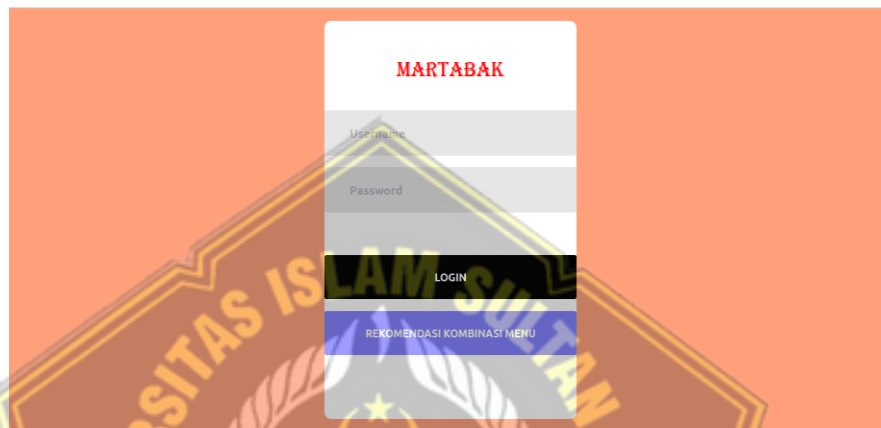 MARTABAK
Username
Password
LOGIN
REKOMENDASI KOMBINASI MENU
SITAS ISLAM SULTAN